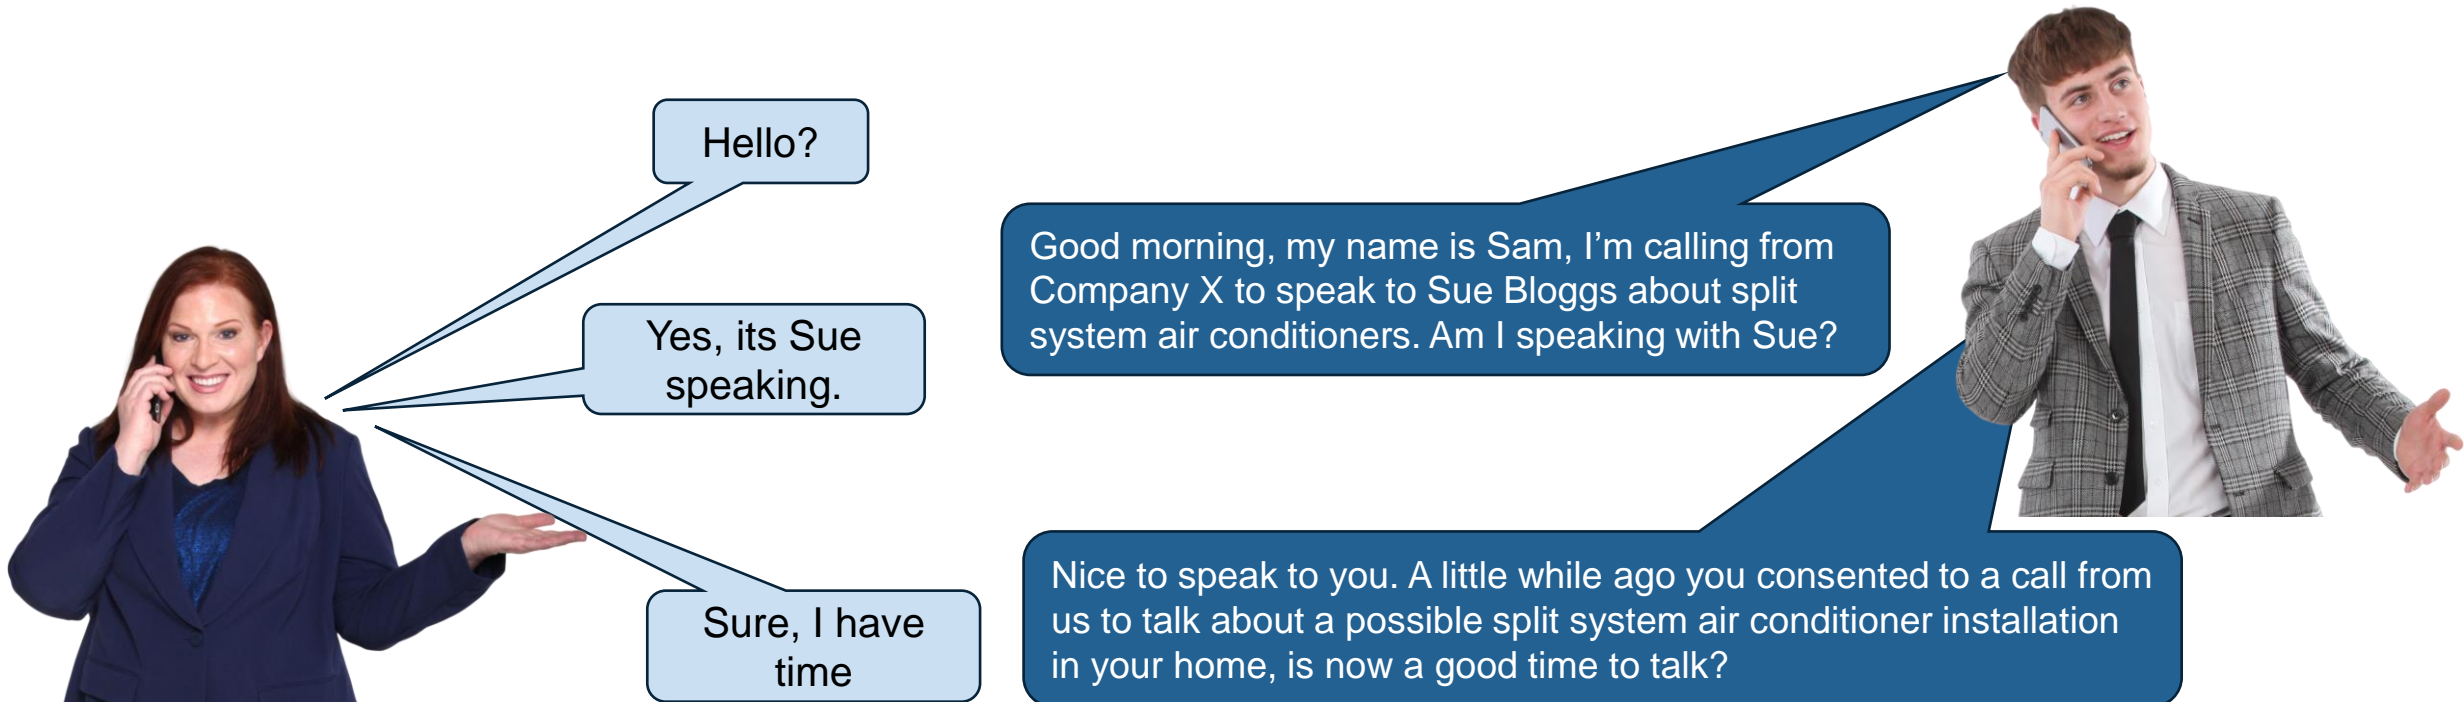 Hello?
Good morning, my name is Sam, I’m calling from
Company X to speak to Sue Bloggs about split
system air conditioners. Am I speaking with Sue?
Yes, its Sue
speaking.
Nice to speak to you. A little while ago you consented to a call from
us to talk about a possible split system air conditioner installation
in your home, is now a good time to talk?
Sure, I have
time